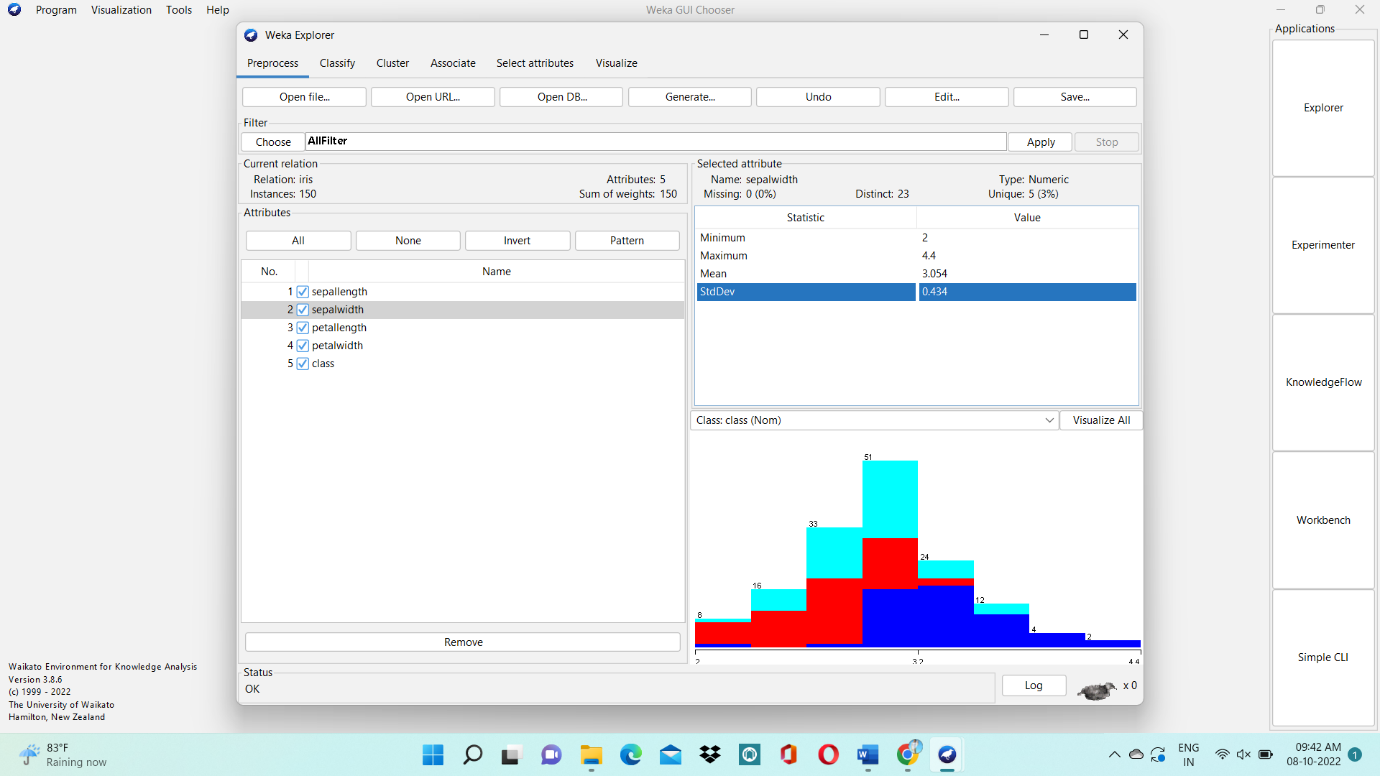 Program Visualization Tools Help
Weka GUI Chooser
Weka Explorer
Preprocess Classify Cluster Associate Select attributes Visualize
Open file... Open URL... Open DB... Generate... Undo Edit... Save...
Filter
Choose AllFilter Apply Stop
Current relation
Relation: iris Attributes: 5
Instances: 150 Sum of weights: 150
Attributes
All None Invert Pattern
No. Name
1 sepallength
2 sepalwidth
3 petallength
4 petalwidth
5 class
Remove
Selected attribute
Name: sepalwidth Type: Numeric
Missing: 0 (0%) Distinct: 23 Unique: 5 (3%)
Statistic Value
Minimum 2
Maximum 4.4
Mean 3.054
StdDev 0.434
Class: class (Nom) Visualize All
8 16 33 51 24 12 4 2
2 3.2 4.4
Status
OK
Log x 0
Applications
Explorer
Experimenter
KnowledgeFlow
Workbench
Simple CLI
Waikato Environment for Knowledge Analysis
Version 3.8.6
(c) 1999 - 2022
The University of Waikato
Hamilton, New Zealand
83°F
Raining now
ENG
IN
09:42 AM
08-10-2022
1